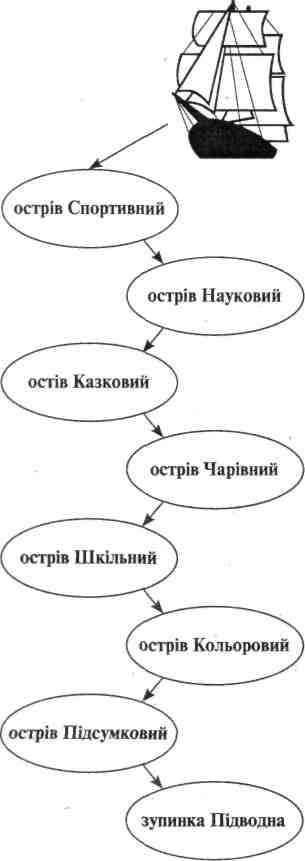 острів Спортивний
острів Науковий
остів Казковий
острів Чарівний
острів Шкільний
острів Кольоровий
острів Підсумковий
зупинка Підводна